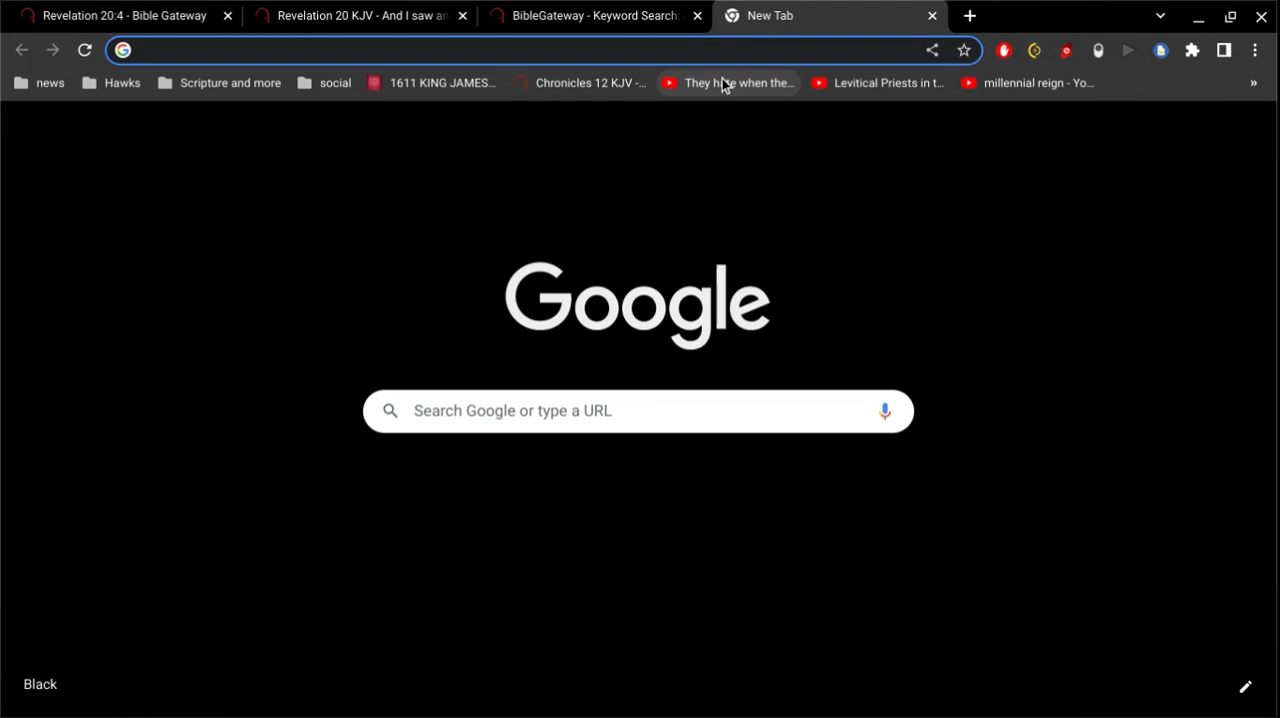 Revelation 20:4 - Bible Gateway
Revelation 20 KJV - And I saw an
BibleGateway - Keyword Search:
New Tab
news
Hawks
Scripture and more
social
1611 KING JAMES...
Chronicles 12 KJV -...
They hate when the...
Levitical Priests in t...
millennial reign - Yo...
»
Google
Search Google or type a URL
Black